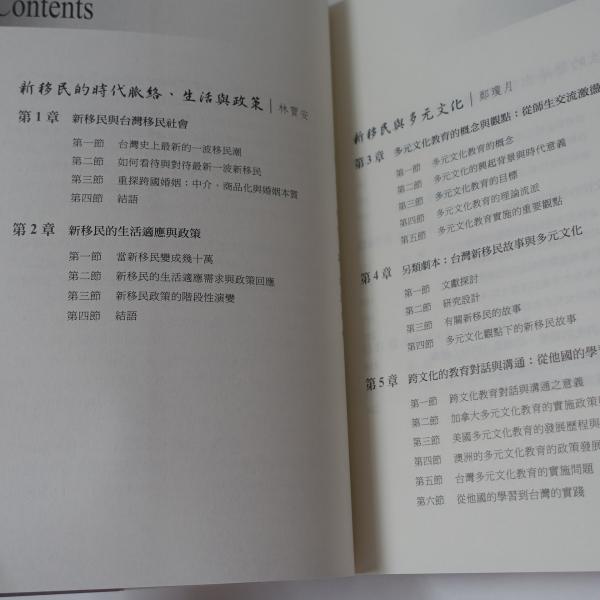 Contents
新移民的時代脈絡、生活與政策│林寶安
第1章 新移民與台灣移民社會
第一節 台灣史上最新的一波移民潮
第二節 如何看待與對待最新一波新移民
第三節 重探跨國婚姻：中介、商品化與婚姻本質
第四節 結語
第2章 新移民的生活適應與政策
第一節 當新移民變成幾十萬
第二節 新移民的生活適應需求與政策回應
第三節 新移民政策的階段性演變
第四節 結語
新移民與多元文化│鄭瓊月
第3章 多元文化教育的概念與觀點：從師生交流激盪
第一節 多元文化教育的概念
第二節 多元文化的興起背景與時代意義
第三節 多元文化教育的目標
第四節 多元文化教育的理論流派
第五節 多元文化教育實施的重要觀點
第4章 另類劇本：台灣新移民故事與多元文化
第一節 文獻探討
第二節 研究設計
第三節 有關新移民的故事
第四節 多元文化觀點下的新移民故事
第5章 跨文化的教育對話與溝通：從他國的學習
第一節 跨文化教育對話與溝通之意義
第二節 加拿大多元文化教育的實施政策
第三節 美國多元文化教育的發展歷程與
第四節 澳洲的多元文化教育的政策發展
第五節 台灣多元文化教育的實施問題
第六節 從他國的學習到台灣的實踐